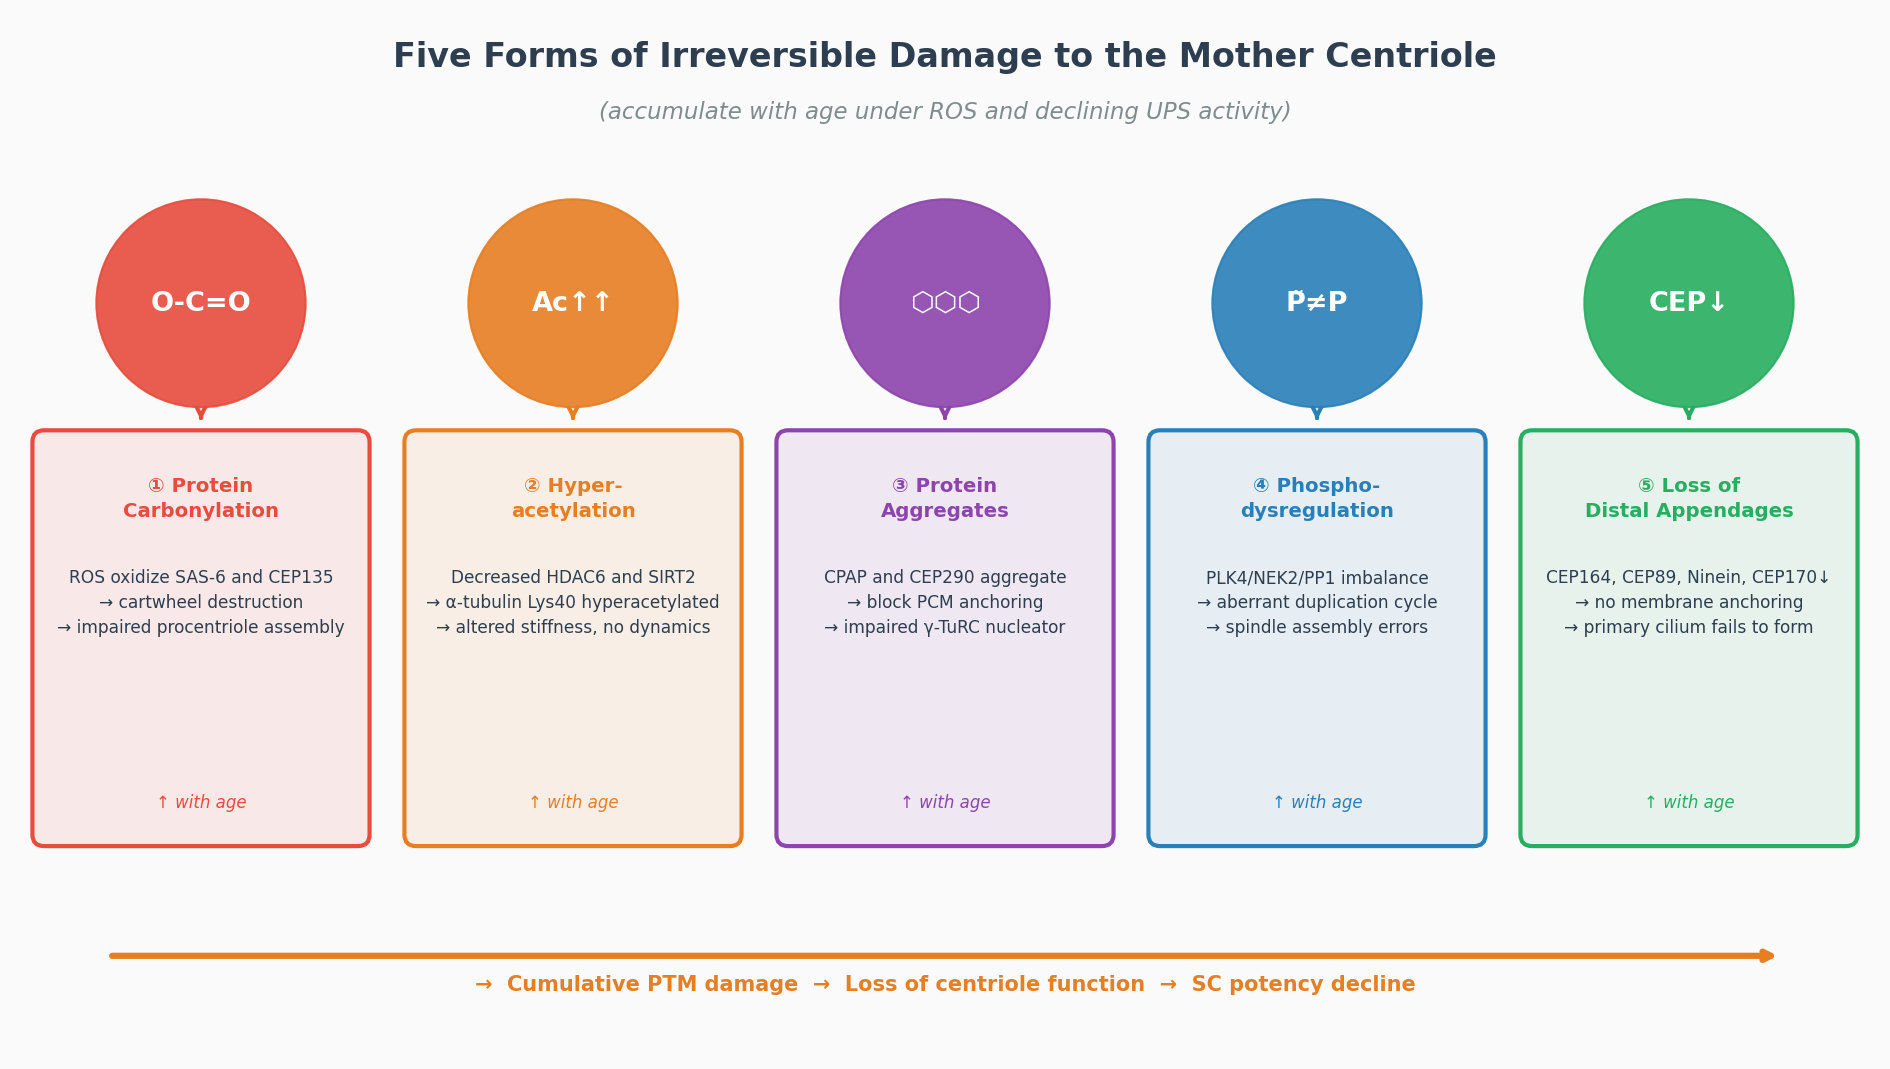 Five Forms of Irreversible Damage to the Mother Centriole
(accumulate with age under ROS and declining UPS activity)
O-C=O
Ac↑↑
⬡⬡⬡
P̃≠P
CEP↓
① Protein
Carbonylation
ROS oxidize SAS-6 and CEP135
→ cartwheel destruction
→ impaired procentriole assembly
↑ with age
② Hyper-
acetylation
Decreased HDAC6 and SIRT2
→ α-tubulin Lys40 hyperacetylated
→ altered stiffness, no dynamics
↑ with age
③ Protein
Aggregates
CPAP and CEP290 aggregate
→ block PCM anchoring
→ impaired γ-TuRC nucleator
↑ with age
④ Phospho-
dysregulation
PLK4/NEK2/PP1 imbalance
→ aberrant duplication cycle
→ spindle assembly errors
↑ with age
⑤ Loss of
Distal Appendages
CEP164, CEP89, Ninein, CEP170↓
→ no membrane anchoring
→ primary cilium fails to form
↑ with age
→ Cumulative PTM damage → Loss of centriole function → SC potency decline